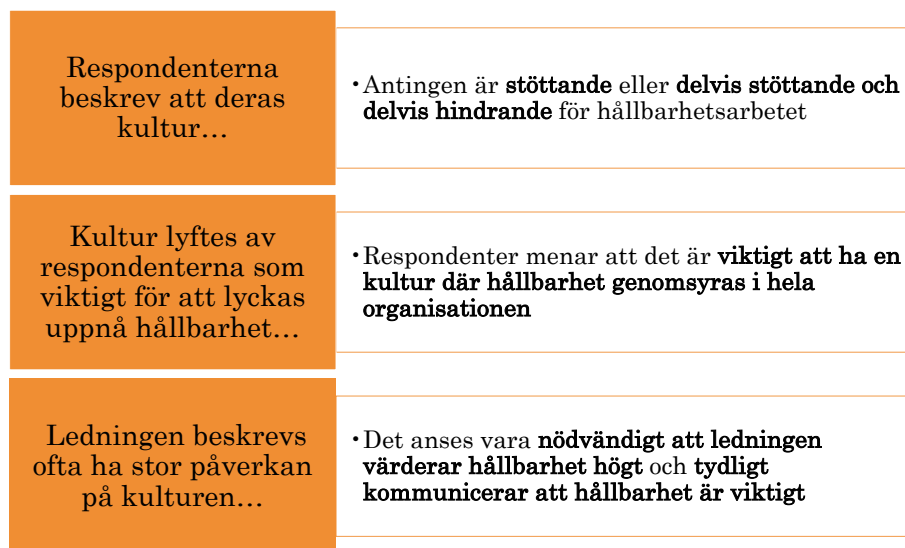 Respondenterna
beskrev att deras
kultur…
•Antingen är stöttande eller delvis stöttande och
delvis hindrande för hållbarhetsarbetet
Kultur lyftes av
respondenterna som
viktigt för att lyckas
uppnå hållbarhet…
•Respondenter menar att det är viktigt att ha en
kultur där hållbarhet genomsyras i hela
organisationen
Ledningen beskrevs
ofta ha stor påverkan
på kulturen…
•Det anses vara nödvändigt att ledningen
värderar hållbarhet högt och tydligt
kommunicerar att hållbarhet är viktigt